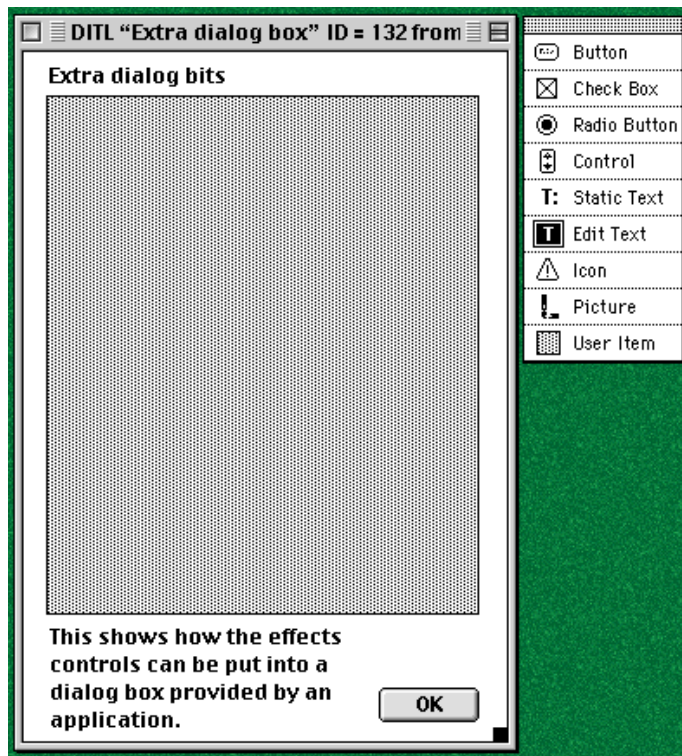 DITL “Extra dialog box” ID = 132 from
Extra dialog bits
This shows how the effects
controls can be put into a
dialog box provided by an
application.
OK
Button
Check Box
Radio Button
Control
T: Static Text
T Edit Text
Icon
Picture
User Item